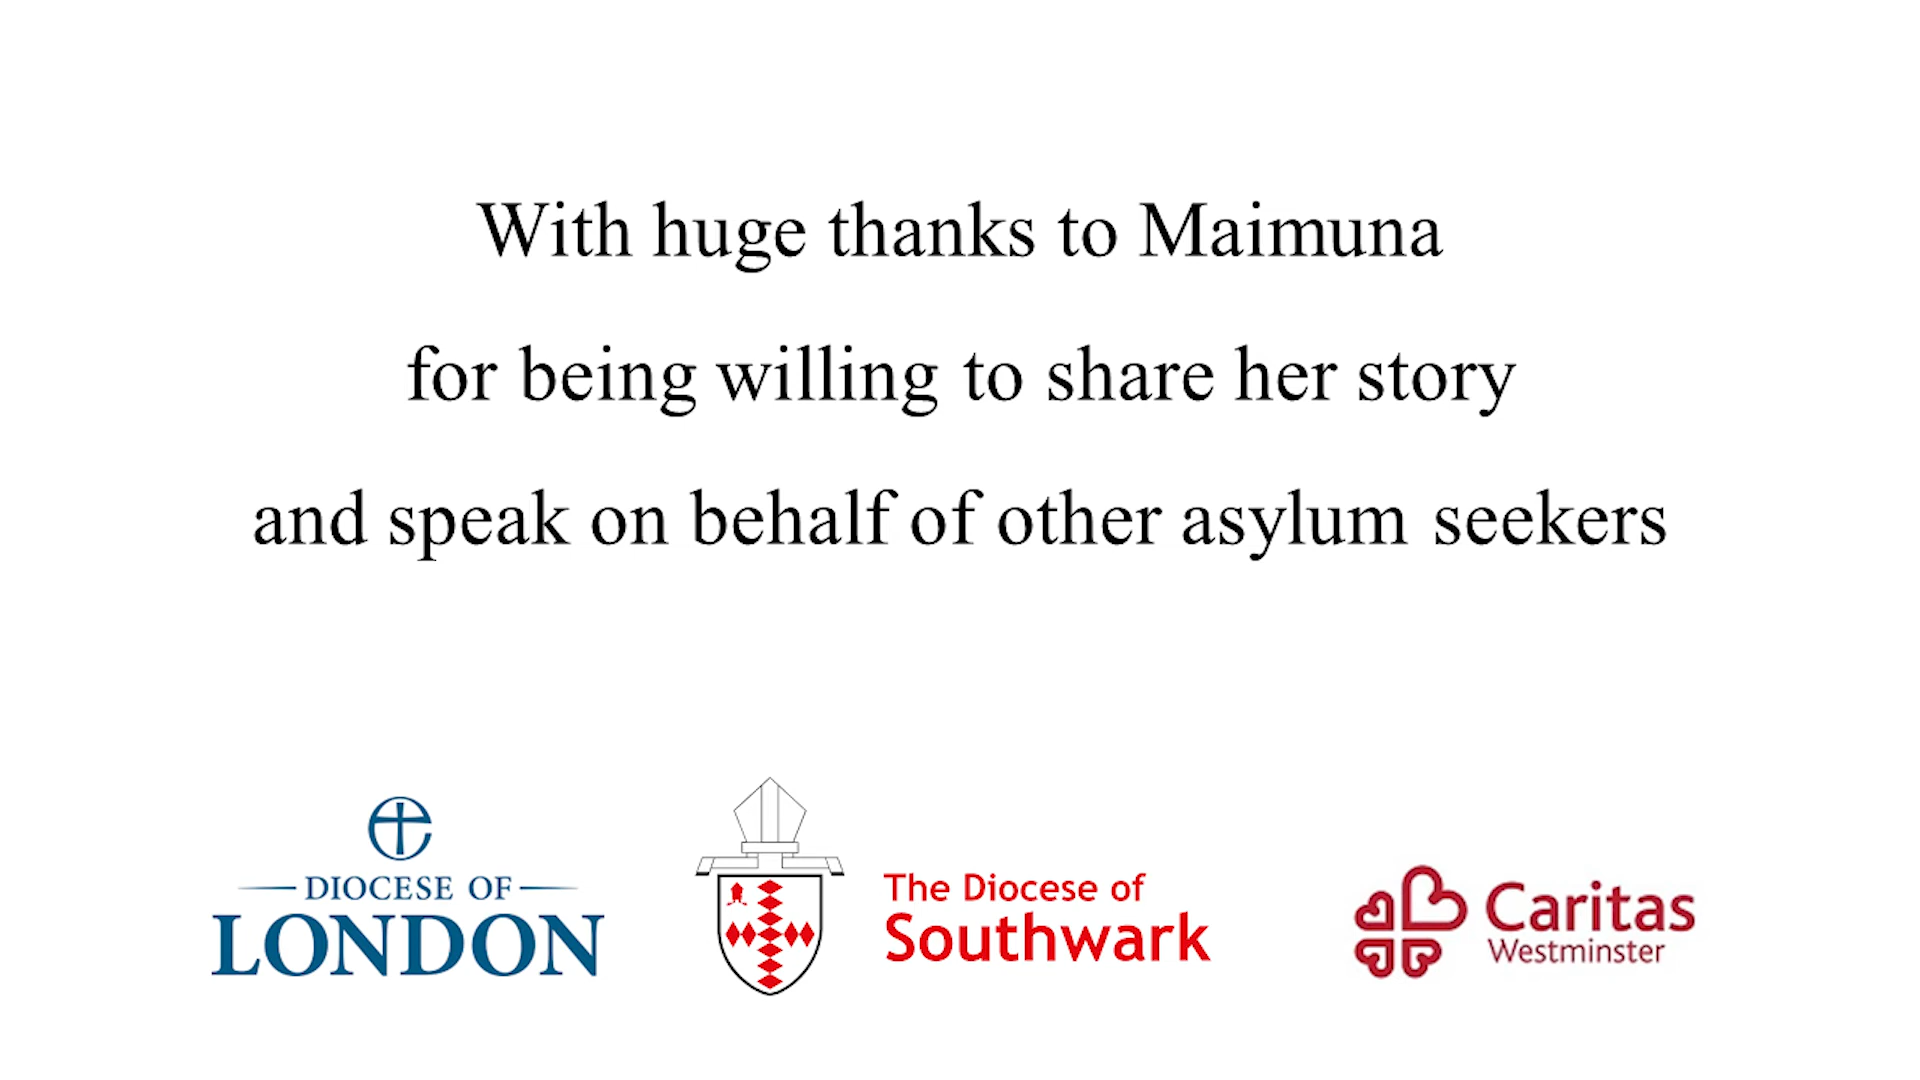 With huge thanks to Maimuna
for being willing to share her story
and speak on behalf of other asylum seekers
DIOCESE OF
LONDON
The Diocese of
Southwark
Caritas
Westminster